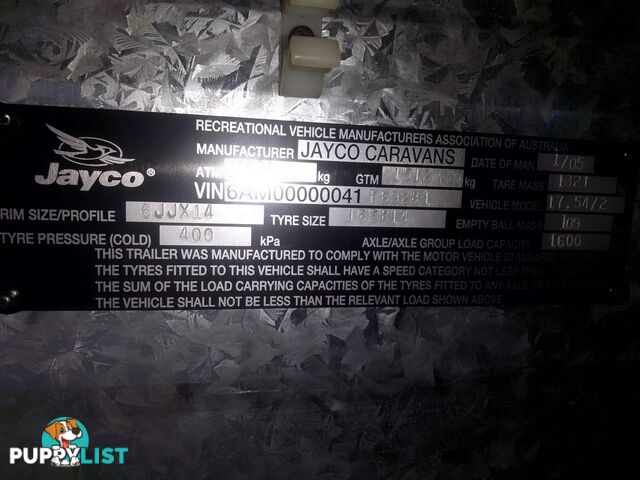 RECREATIONAL VEHICLE MANUFACTURERS ASSOCIATION OF AUSTRALIA
Jayco®
MANUFACTURER JAYCO CARAVANS DATE OF MAN 1/05
ATM kg GTM kg TARE MASS 1321
VIN 6AM00000041 VEHICLE MODEL 17.54/2
RIM SIZE/PROFILE 6JJX14 TYRE SIZE 185R14 EMPTY BALL MASS 109
TYRE PRESSURE (COLD) 400 kPa AXLE/AXLE GROUP LOAD CAPACITY 1600
THIS TRAILER WAS MANUFACTURED TO COMPLY WITH THE MOTOR VEHICLE STANDARDS ACT
THE TYRES FITTED TO THIS VEHICLE SHALL HAVE A SPEED CATEGORY NOT LESS THAN
THE SUM OF THE LOAD CARRYING CAPACITIES OF THE TYRES FITTED TO ANY AXLE OR AXLE
THE VEHICLE SHALL NOT BE LESS THAN THE RELEVANT LOAD SHOWN ABOVE
PUPPYLIST